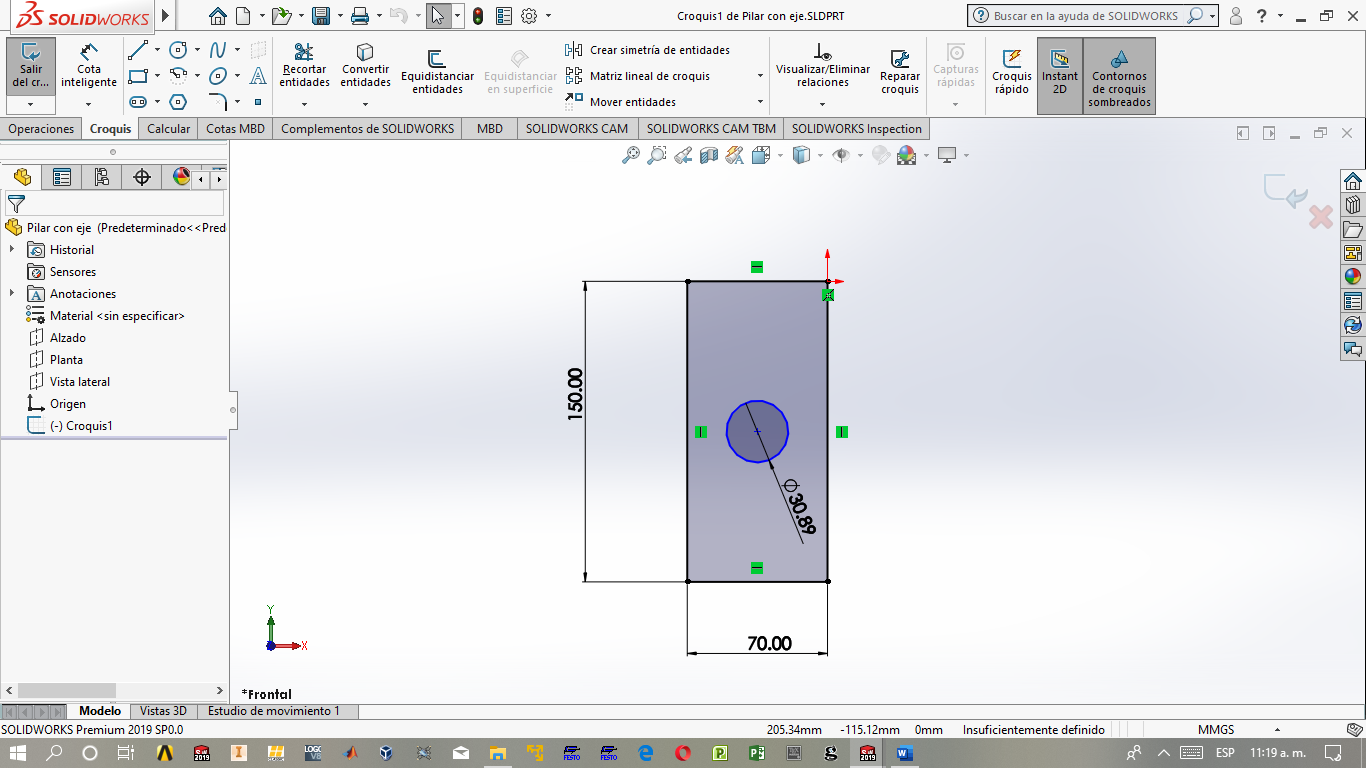 SOLIDWORKS
Croquis1 de Pilar con eje.SLDPRT
Buscar en la ayuda de SOLIDWORKS
Salir del cr...
Cota inteligente
Recortar entidades
Convertir entidades
Equidistanciar entidades
Equidistanciar en superficie
Crear simetría de entidades
Matriz lineal de croquis
Mover entidades
Visualizar/Eliminar relaciones
Reparar croquis
Capturas rápidas
Croquis rápido
Instant 2D
Contornos de croquis sombreados
Operaciones
Croquis
Calcular
Cotas MBD
Complementos de SOLIDWORKS
MBD
SOLIDWORKS CAM
SOLIDWORKS CAM TBM
SOLIDWORKS Inspection
Pilar con eje (Predeterminado<<Pred
Historial
Sensores
Anotaciones
Material <sin especificar>
Alzado
Planta
Vista lateral
Origen
(-) Croquis1
150.00
Ø30.89
70.00
Y
X
*Frontal
Modelo
Vistas 3D
Estudio de movimiento 1
SOLIDWORKS Premium 2019 SP0.0
205.34mm
-115.12mm
0mm
Insuficientemente definido
MMGS
ESP
11:19 a. m.